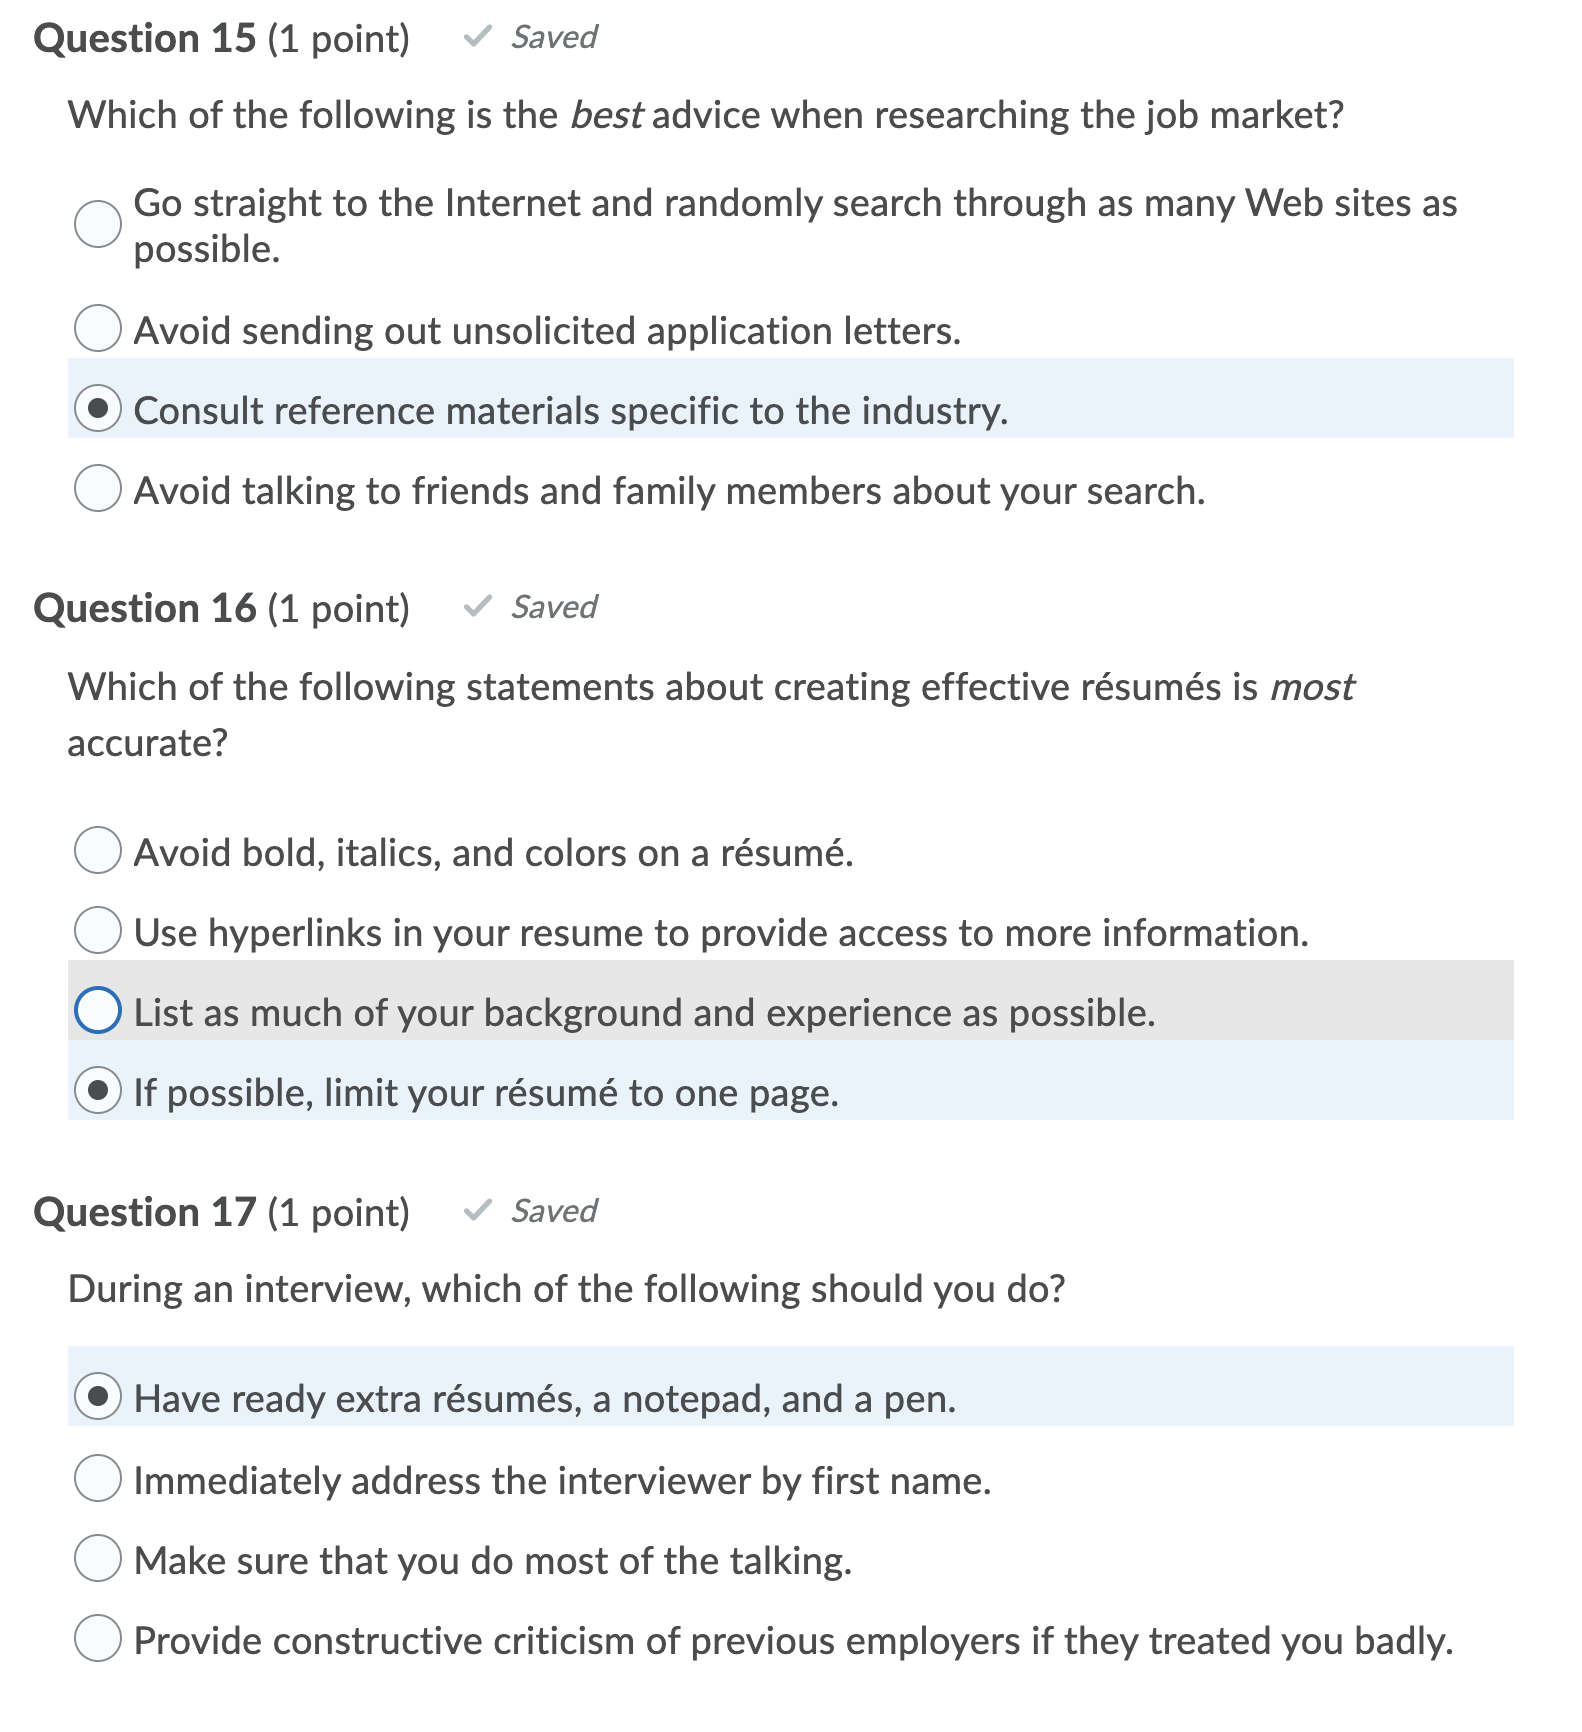 Question 15 (1 point) ✓ Saved
Which of the following is the best advice when researching the job market?
Go straight to the Internet and randomly search through as many Web sites as
possible.
Avoid sending out unsolicited application letters.
Consult reference materials specific to the industry.
Avoid talking to friends and family members about your search.
Question 16 (1 point) ✓ Saved
Which of the following statements about creating effective résumés is most
accurate?
Avoid bold, italics, and colors on a résumé.
Use hyperlinks in your resume to provide access to more information.
List as much of your background and experience as possible.
If possible, limit your résumé to one page.
Question 17 (1 point) ✓ Saved
During an interview, which of the following should you do?
Have ready extra résumés, a notepad, and a pen.
Immediately address the interviewer by first name.
Make sure that you do most of the talking.
Provide constructive criticism of previous employers if they treated you badly.